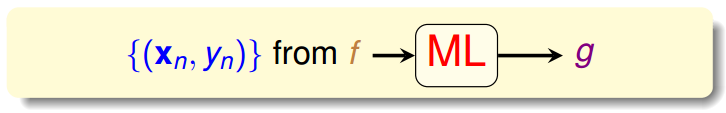 {(xₙ, yₙ)} from f → ML → g